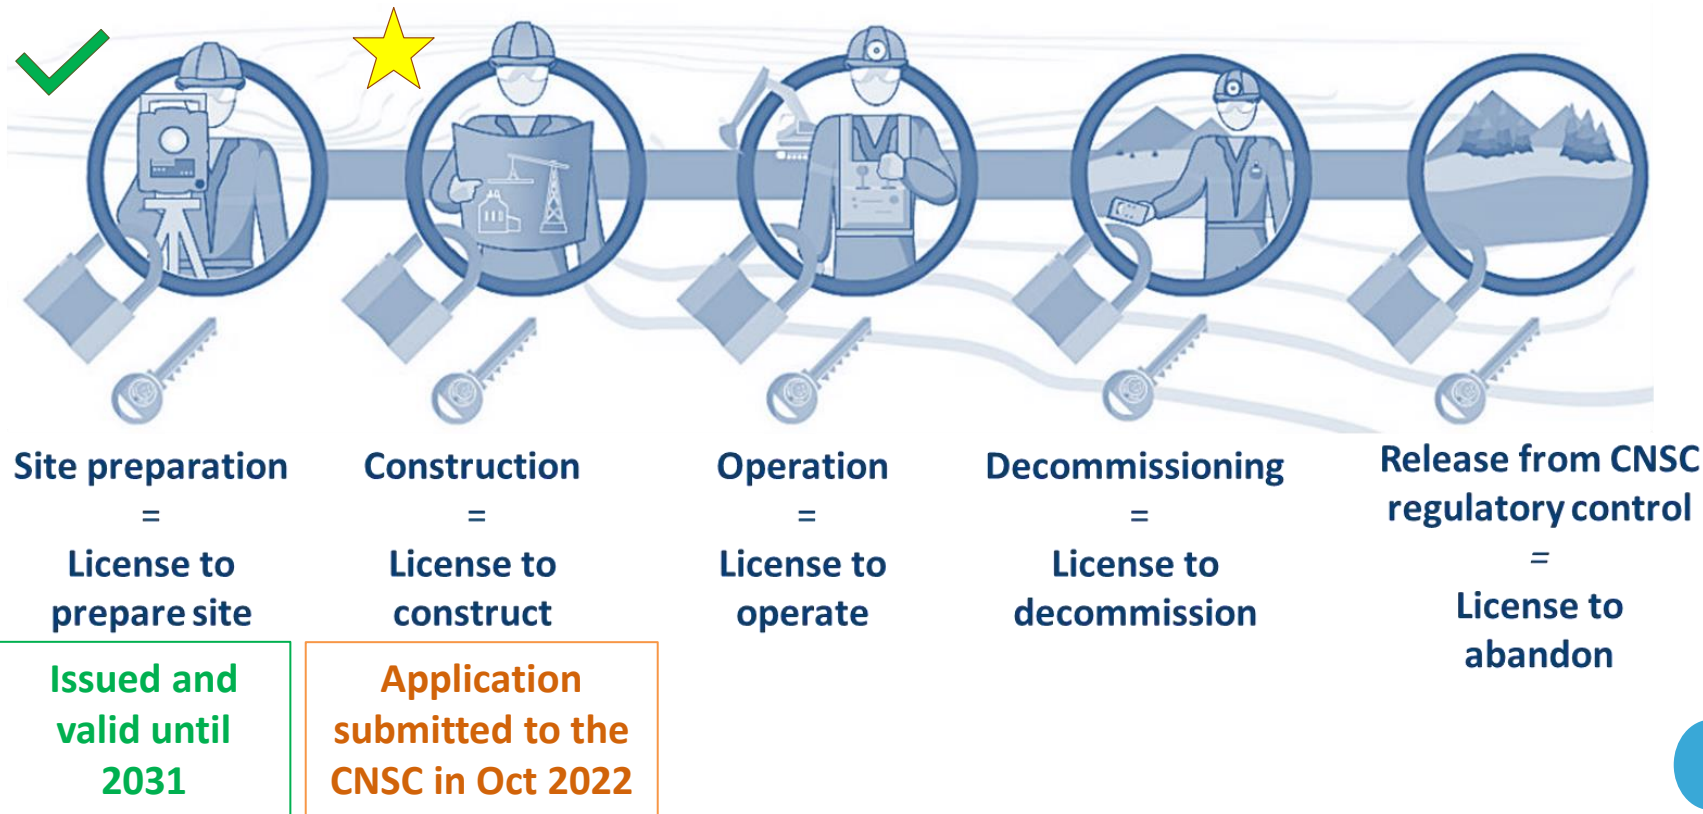 Site preparation
=
License to
prepare site
Issued and
valid until
2031
Construction
=
License to
construct
Application
submitted to the
CNSC in Oct 2022
Operation
=
License to
operate
Decommissioning
=
License to
decommission
Release from CNSC
regulatory control
=
License to
abandon